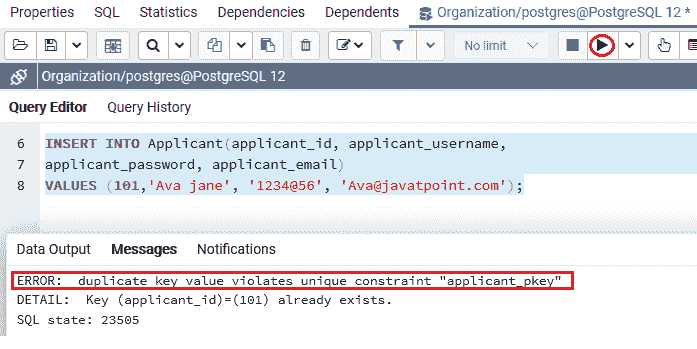 Properties SQL Statistics Dependencies Dependents Organization/postgres@PostgreSQL 12 *
No limit
Organization/postgres@PostgreSQL 12
Query Editor Query History
6 INSERT INTO Applicant(applicant_id, applicant_username,
7 applicant_password, applicant_email)
8 VALUES (101,'Ava jane', '1234@56', 'Ava@javatpoint.com');
Data Output Messages Notifications
ERROR: duplicate key value violates unique constraint "applicant_pkey"
DETAIL: Key (applicant_id)=(101) already exists.
SQL state: 23505